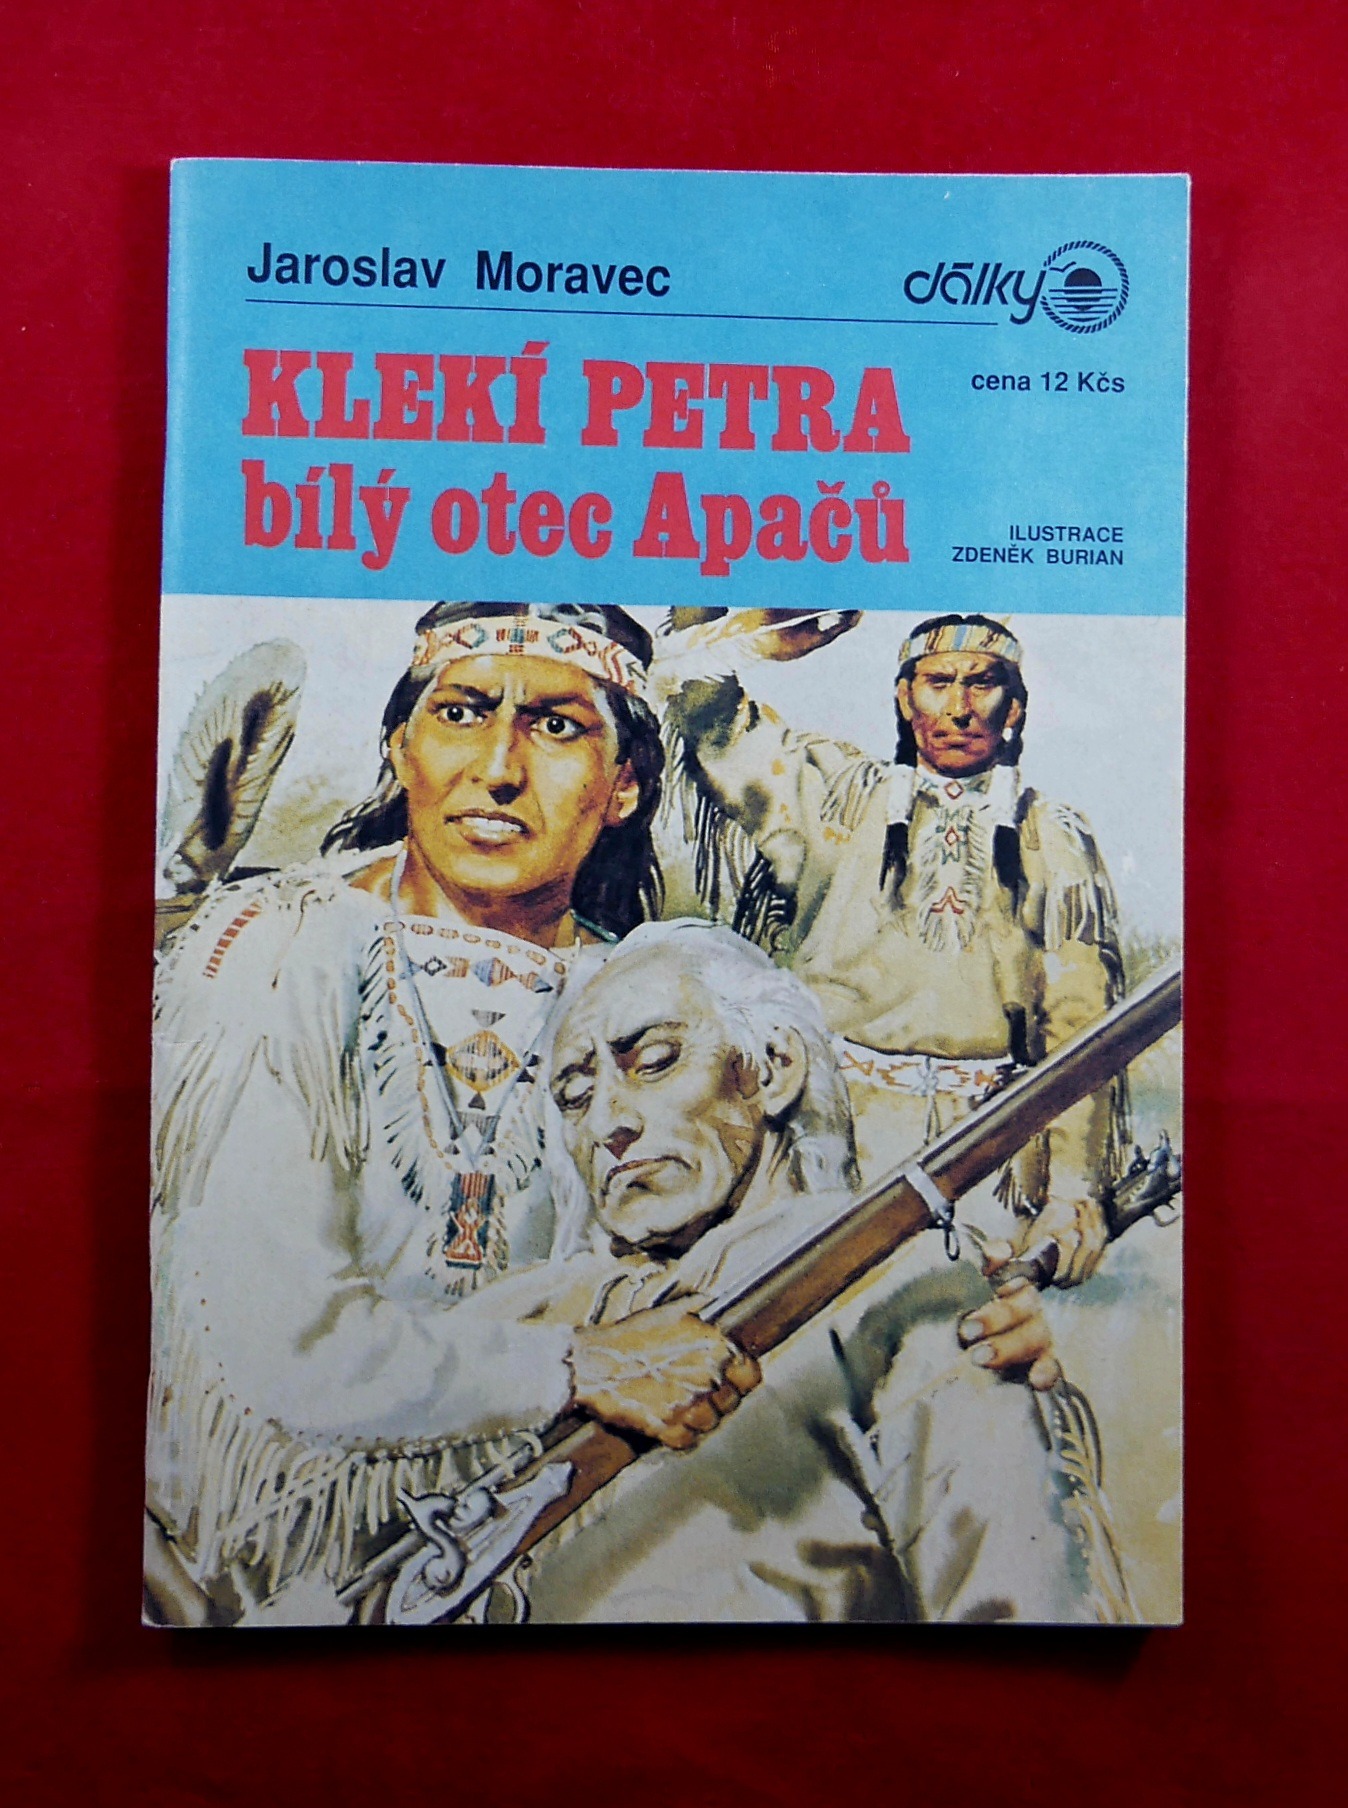 Jaroslav Moravec
dálky
KLEKÍ PETRA
cena 12 Kčs
bílý otec Apačů
ILUSTRACE
ZDENĚK BURIAN